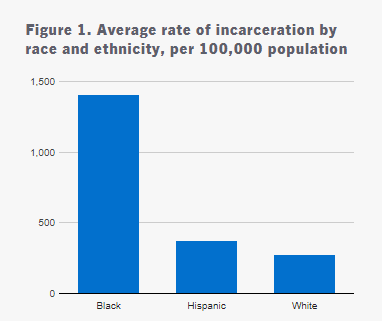 Figure 1. Average rate of incarceration by
race and ethnicity, per 100,000 population
1,500
1,000
500
0
Black Hispanic White